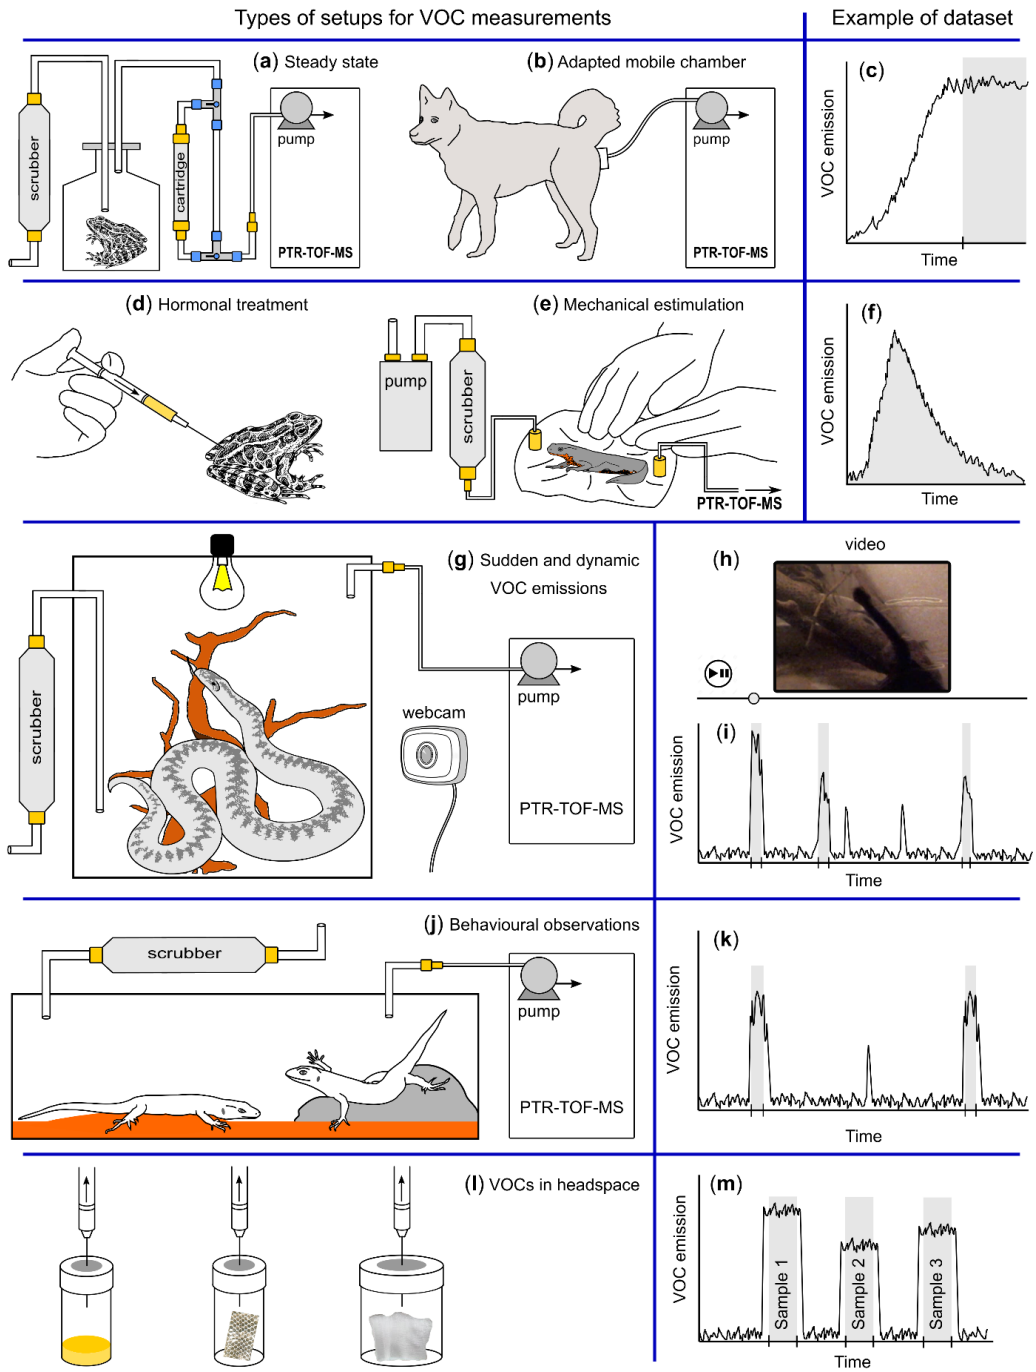 Types of setups for VOC measurements
Example of dataset
(a) Steady state
(b) Adapted mobile chamber
(c)
scrubber
cartridge
pump
PTR-TOF-MS
pump
PTR-TOF-MS
VOC emission
Time
(d) Hormonal treatment
(e) Mechanical estimulation
(f)
pump
scrubber
PTR-TOF-MS
VOC emission
Time
(g) Sudden and dynamic
VOC emissions
scrubber
webcam
pump
PTR-TOF-MS
(h)
video
(i)
VOC emission
Time
(j) Behavioural observations
scrubber
pump
PTR-TOF-MS
(k)
VOC emission
Time
(l) VOCs in headspace
(m)
VOC emission
Sample 1
Sample 2
Sample 3
Time